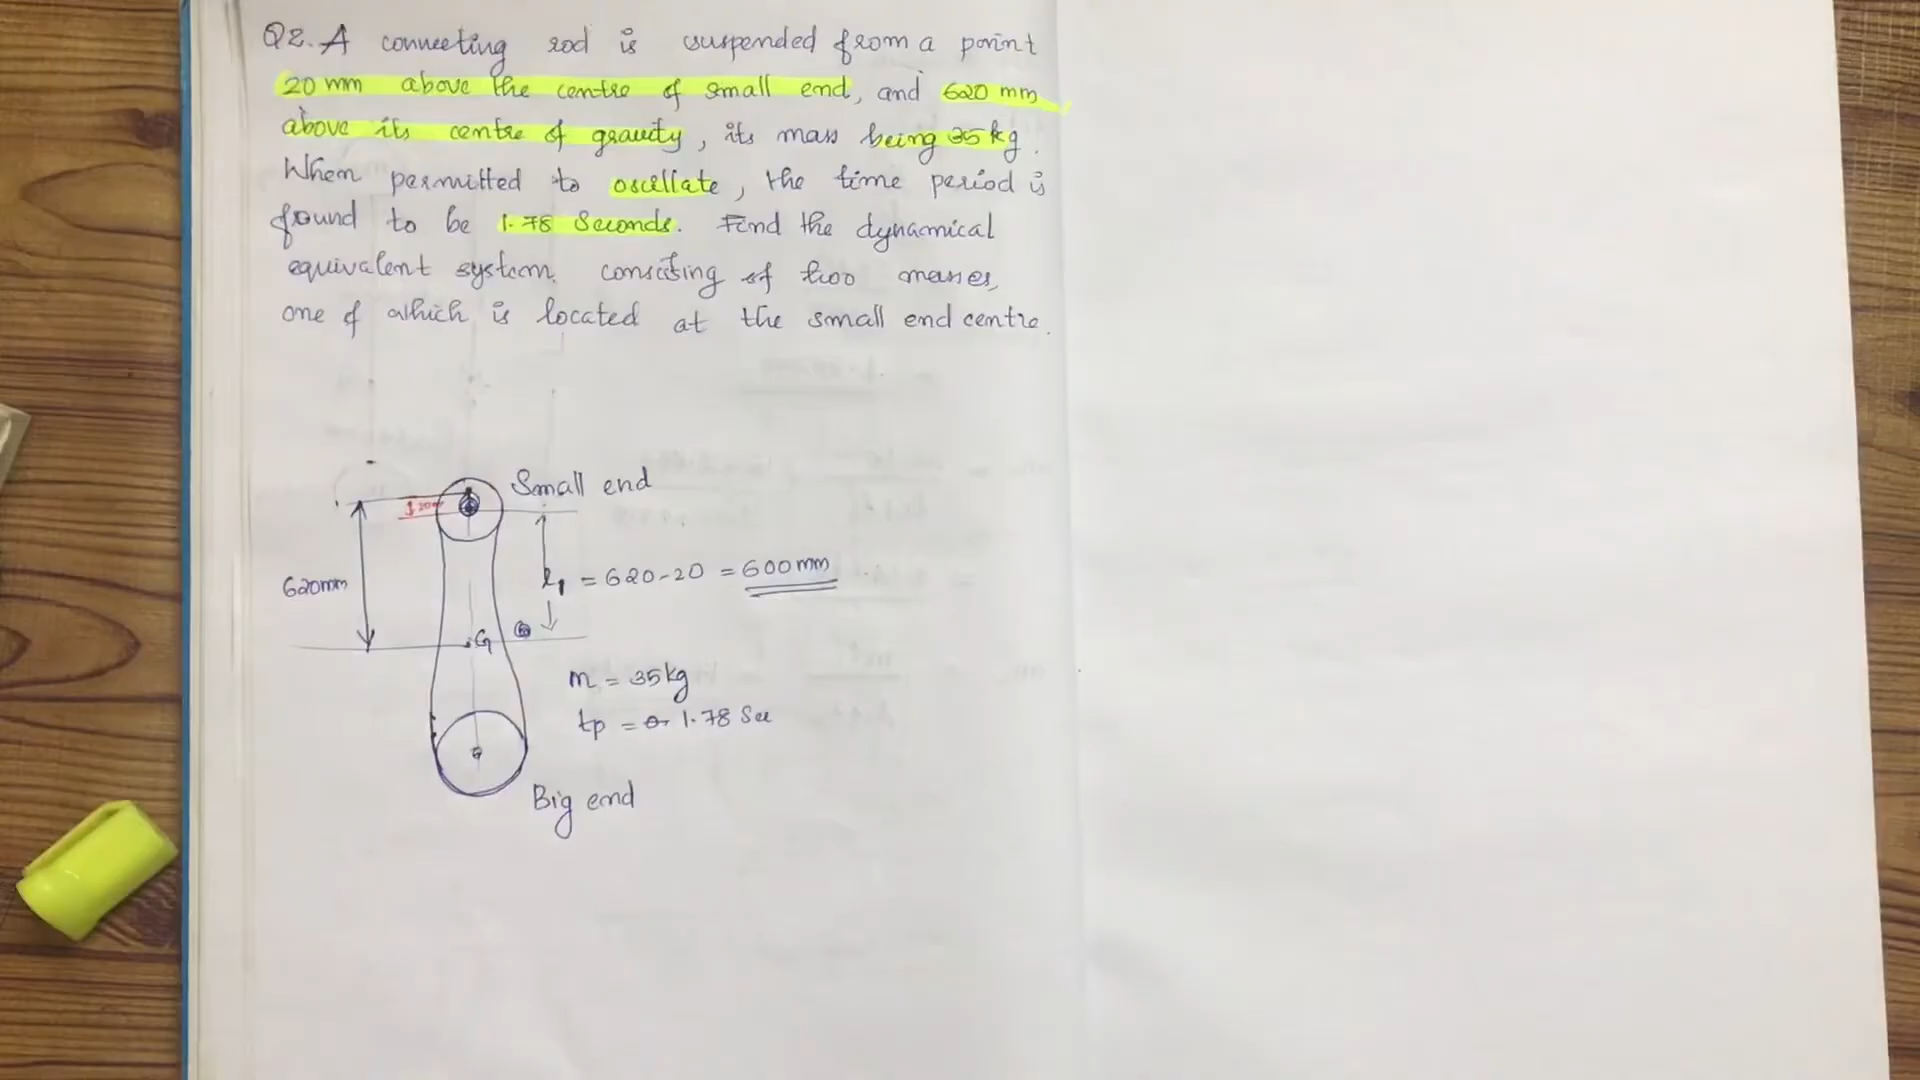 Q2. A connecting rod is suspended from a point
20 mm above the centre of small end, and 620 mm
above its centre of gravity, its mass being 35 kg.
When permitted to oscillate, the time period is
found to be 1.78 Seconds. Find the dynamical
equivalent system. consisting of two masses,
one of which is located at the small end centre.
Small end
620mm
l1 = 620-20 = 600mm
G
m = 35kg
tp = 1.78 Sec
Big end